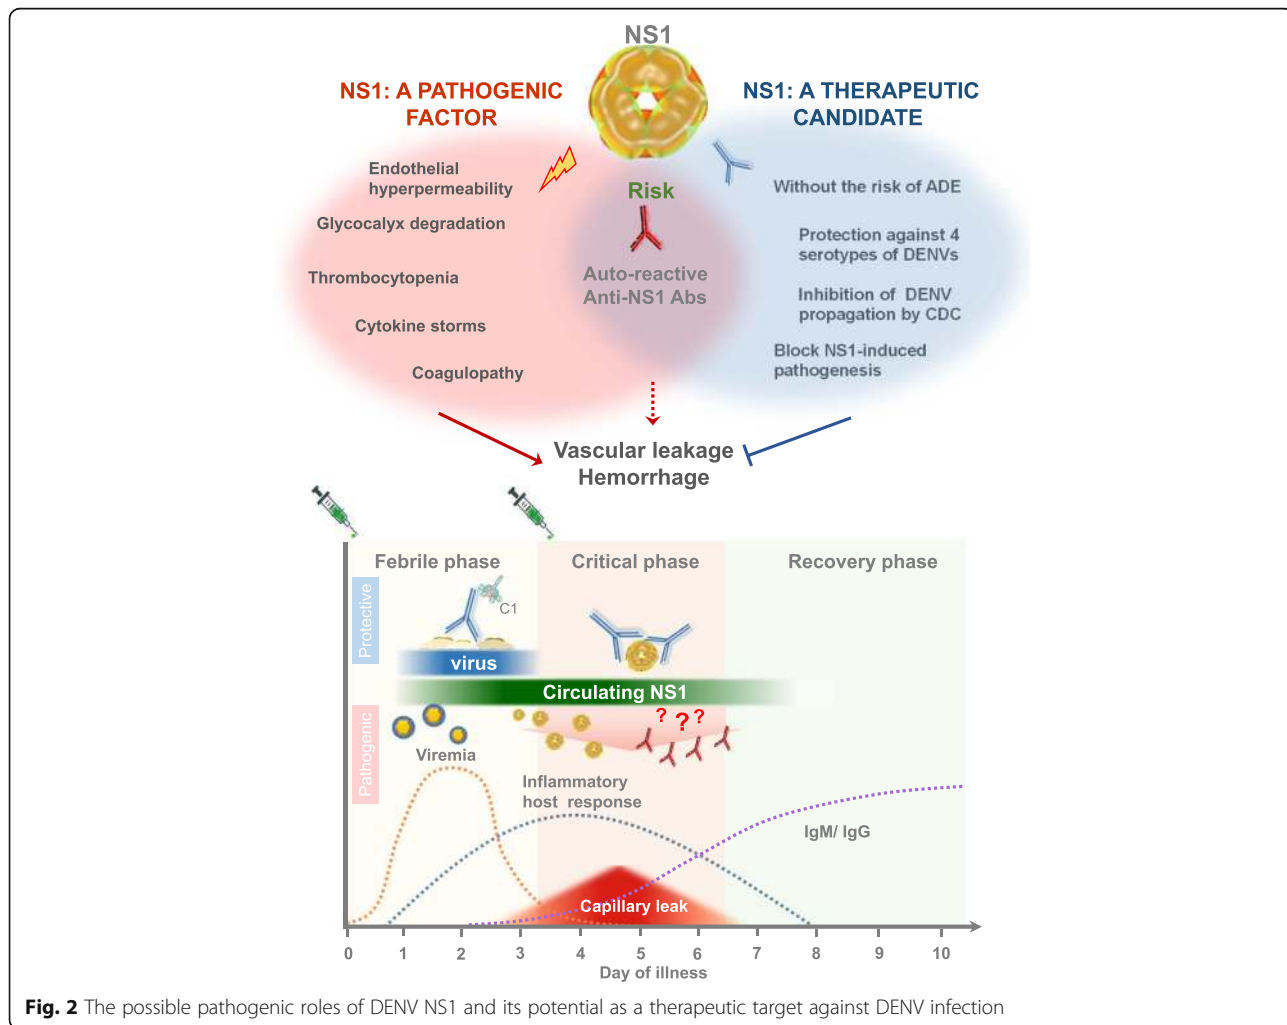 NS1
NS1: A PATHOGENIC
FACTOR
NS1: A THERAPEUTIC
CANDIDATE
Endothelial
hyperpermeability
Glycocalyx degradation
Thrombocytopenia
Cytokine storms
Coagulopathy
Risk
Auto-reactive
Anti-NS1 Abs
Without the risk of ADE
Protection against 4
serotypes of DENVs
Inhibition of DENV
propagation by CDC
Block NS1-induced
pathogenesis
Vascular leakage
Hemorrhage
Febrile phase
Critical phase
Recovery phase
Protective
C1
virus
Circulating NS1
Pathogenic
? ? ?
Viremia
Inflammatory
host response
IgM/ IgG
Capillary leak
0 1 2 3 4 5 6 7 8 9 10
Day of illness
Fig. 2 The possible pathogenic roles of DENV NS1 and its potential as a therapeutic target against DENV infection